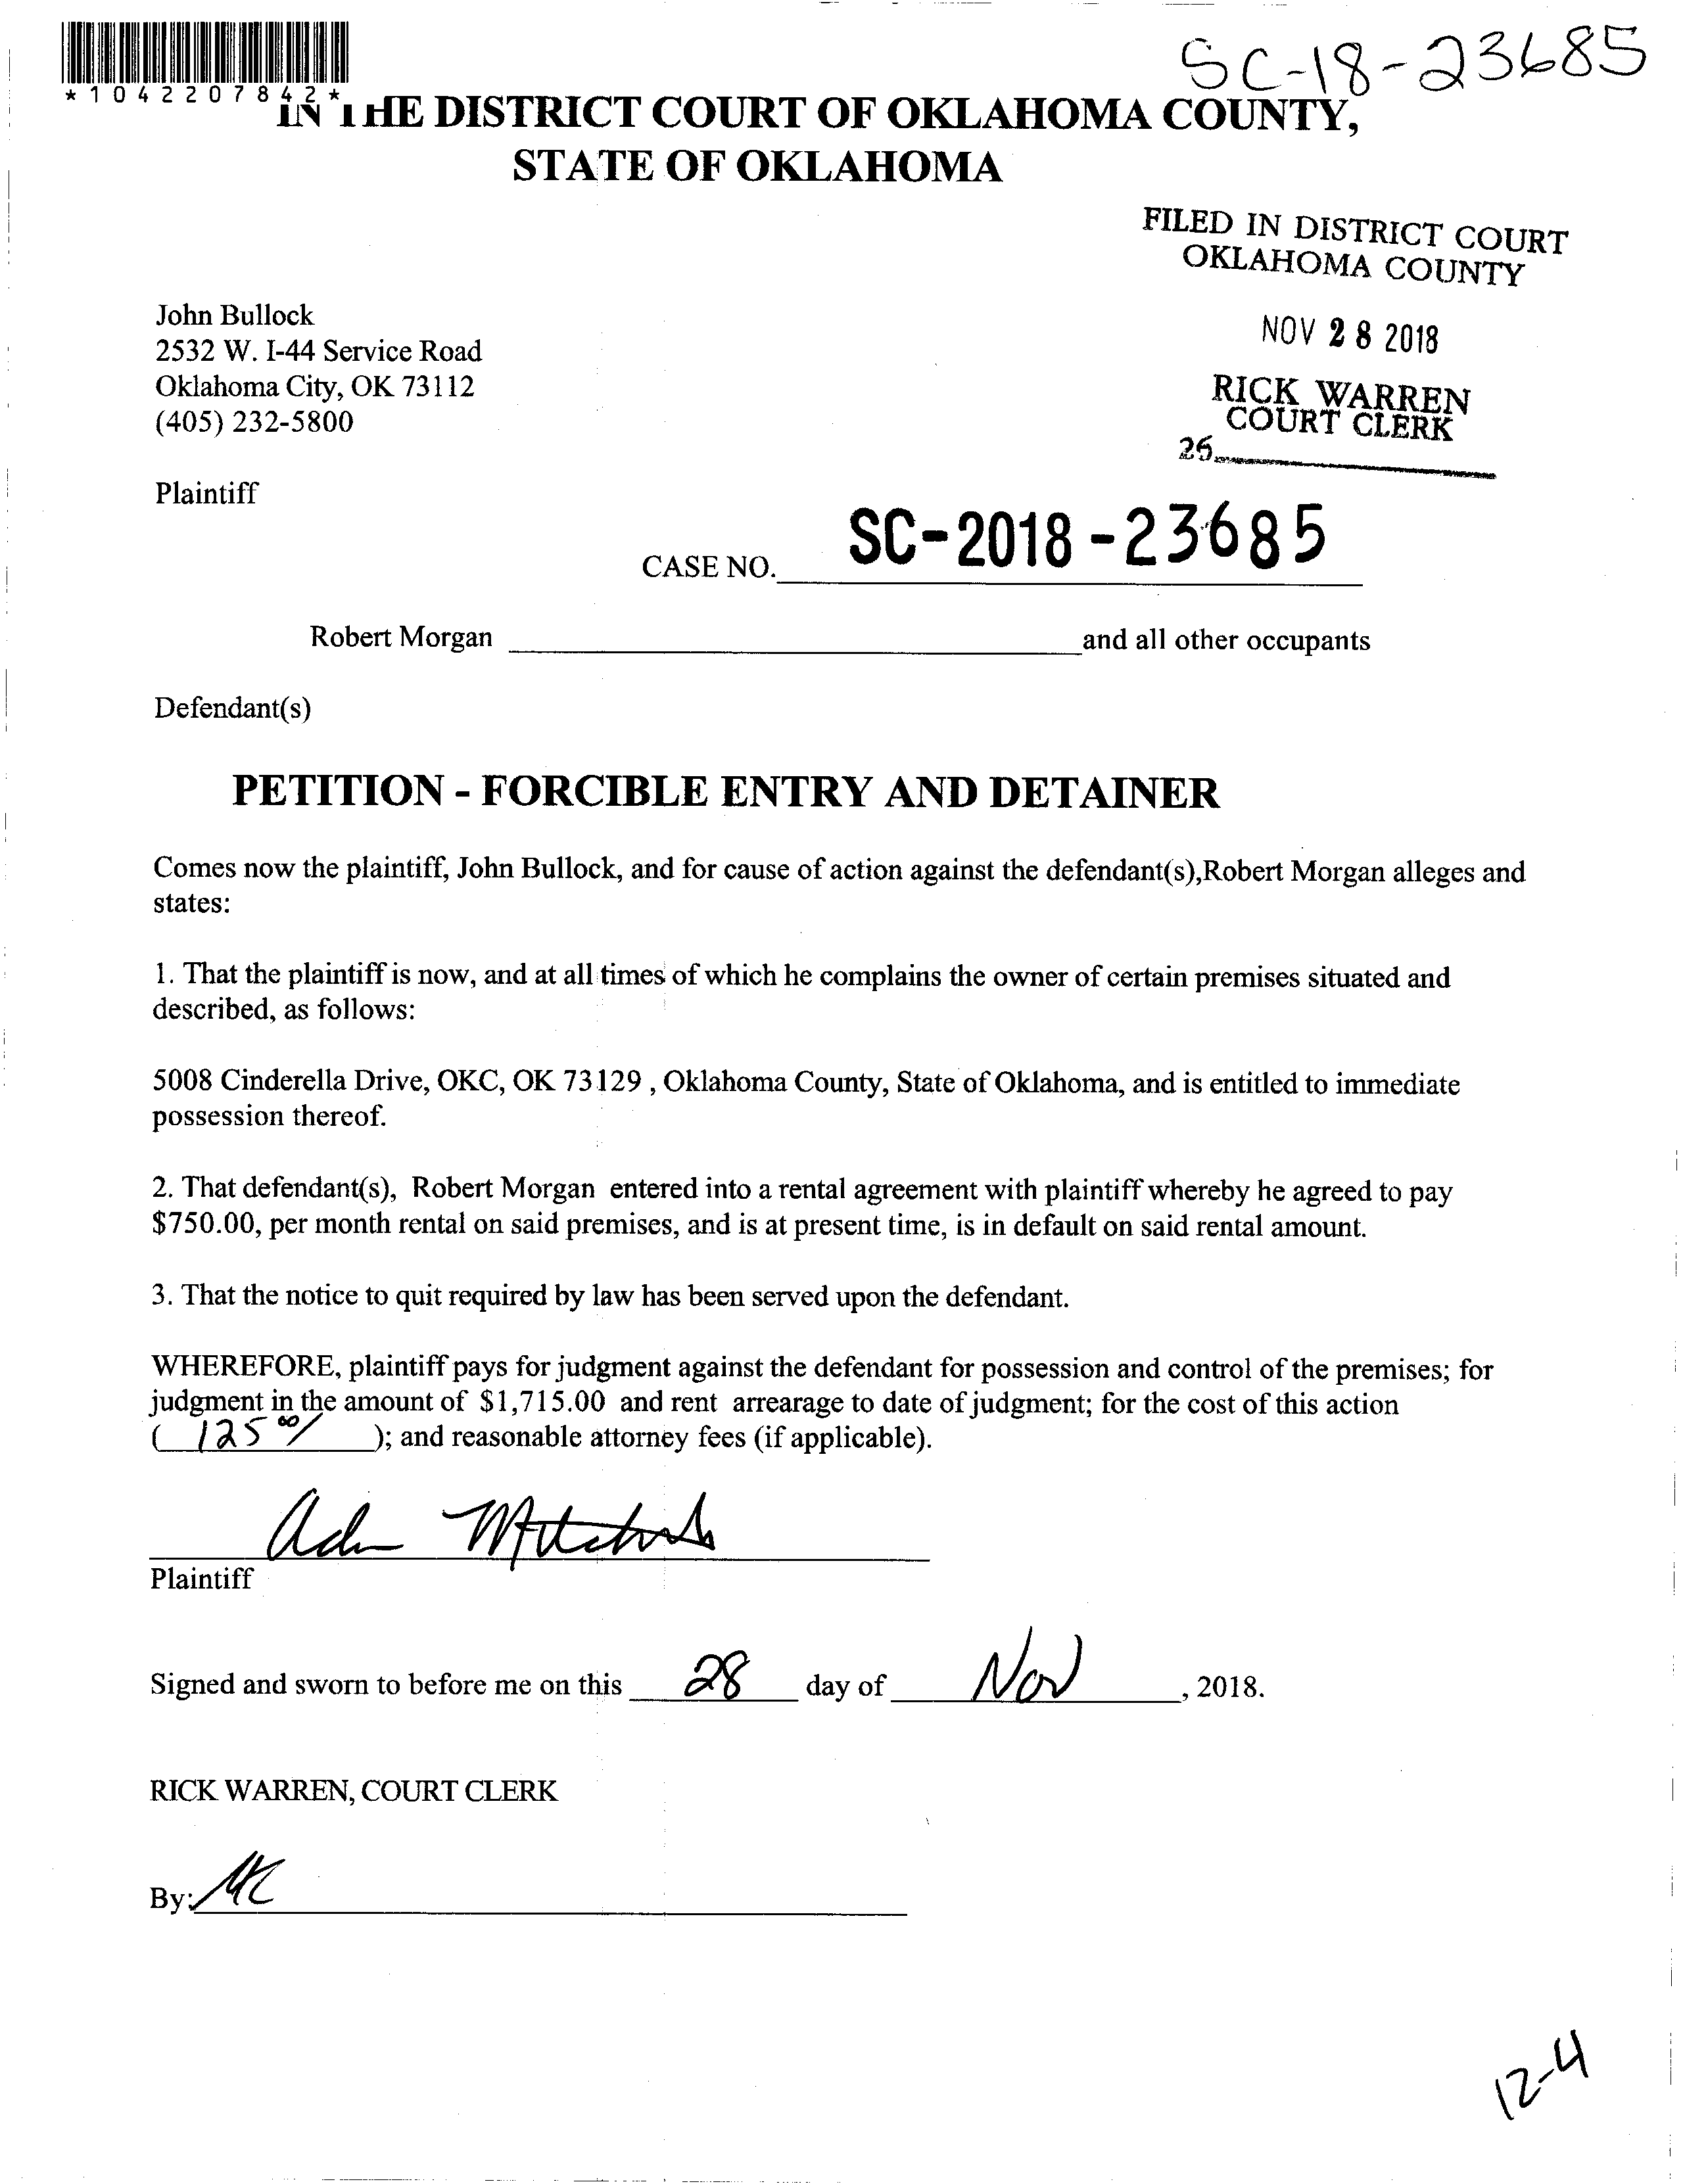 SC-18-23685
*1042207842*
IN THE DISTRICT COURT OF OKLAHOMA COUNTY,
STATE OF OKLAHOMA
FILED IN DISTRICT COURT
OKLAHOMA COUNTY
John Bullock
2532 W. I-44 Service Road
NOV 28 2018
Oklahoma City, OK 73112
RICK WARREN
(405) 232-5800
COURT CLERK
26
Plaintiff
CASE NO. SC-2018-23685
Robert Morgan and all other occupants
Defendant(s)
PETITION - FORCIBLE ENTRY AND DETAINER
Comes now the plaintiff, John Bullock, and for cause of action against the defendant(s),Robert Morgan alleges and
states:
1. That the plaintiff is now, and at all times of which he complains the owner of certain premises situated and
described, as follows:
5008 Cinderella Drive, OKC, OK 73129 , Oklahoma County, State of Oklahoma, and is entitled to immediate
possession thereof.
2. That defendant(s), Robert Morgan entered into a rental agreement with plaintiff whereby he agreed to pay
$750.00, per month rental on said premises, and is at present time, is in default on said rental amount.
3. That the notice to quit required by law has been served upon the defendant.
WHEREFORE, plaintiff pays for judgment against the defendant for possession and control of the premises; for
judgment in the amount of $1,715.00 and rent arrearage to date of judgment; for the cost of this action
( 125 00/ ); and reasonable attorney fees (if applicable).
Plaintiff
Signed and sworn to before me on this 28 day of Nov , 2018.
RICK WARREN, COURT CLERK
By:
12-4